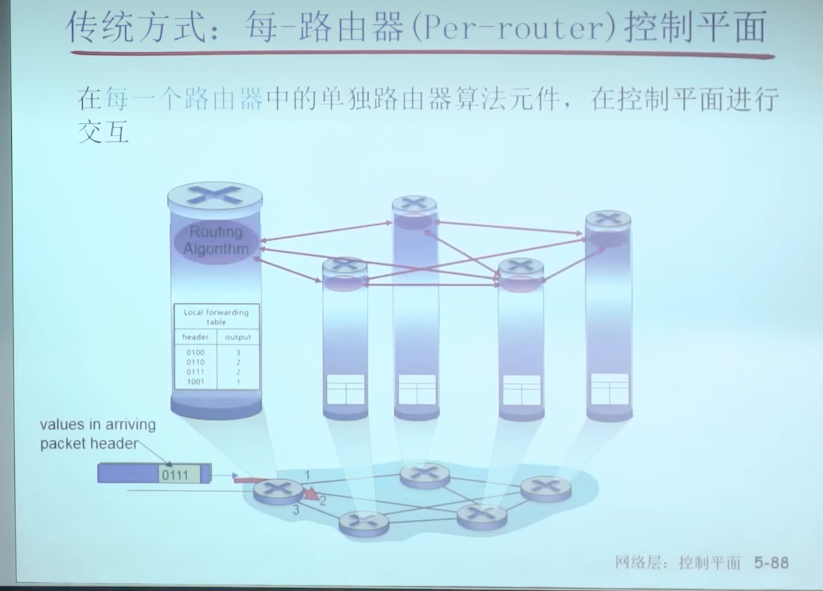 传统方式：每-路由器(Per-router)控制平面
在每一个路由器中的单独路由器算法元件，在控制平面进行
交互
Routing
Algorithm
Local forwarding
table
header output
0100 3
0110 2
0111 2
1001 1
values in arriving
packet header
0111
1
2
3
网络层：控制平面 5-88